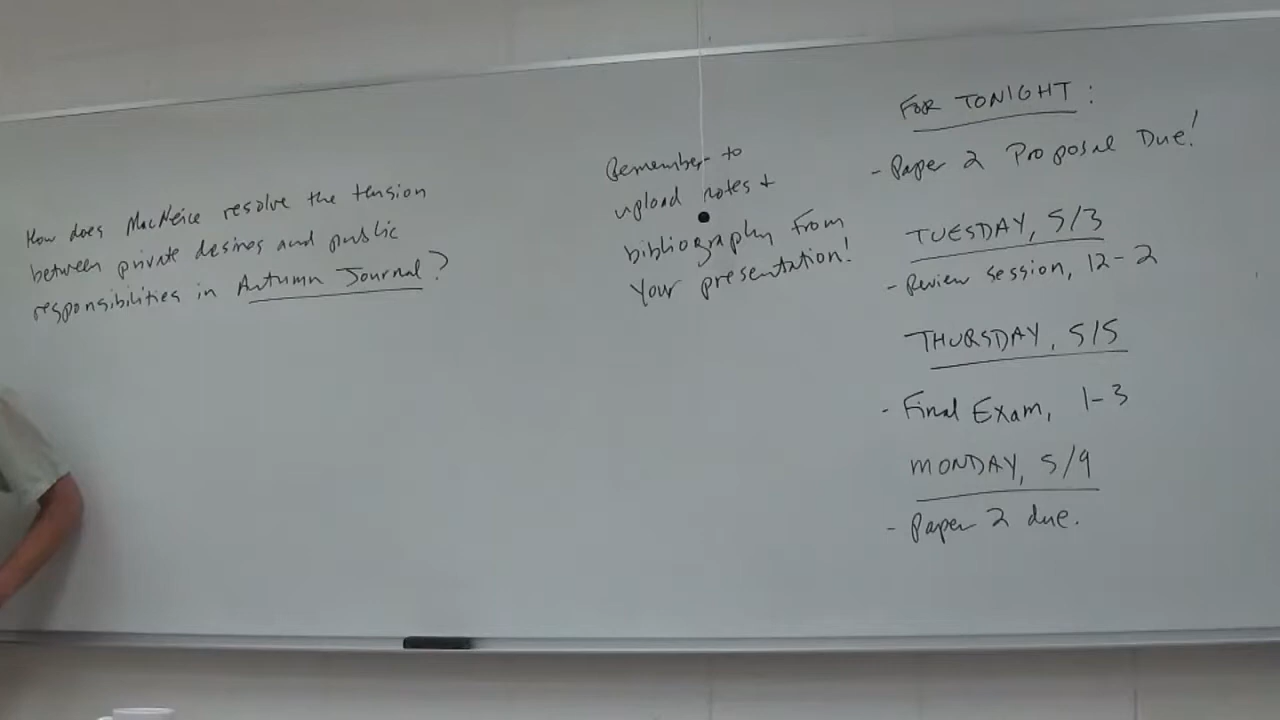 How does MacNeice resolve the tension
between private desires and public
responsibilities in Autumn Journal?
Remember to
upload notes +
bibliography from
your presentation!
FOR TONIGHT:
- Paper 2 Proposal Due!
TUESDAY, 5/3
- Review session, 12-2
THURSDAY, 5/5
- Final Exam, 1-3
MONDAY, 5/9
- Paper 2 due.